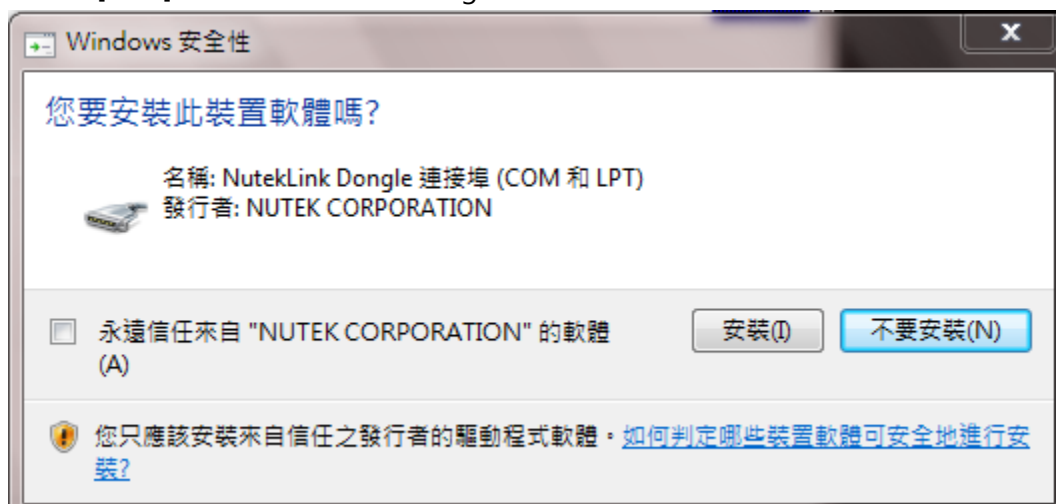 Windows 安全性
您要安裝此裝置軟體嗎?
名稱: NutekLink Dongle 連接埠 (COM 和 LPT)
發行者: NUTEK CORPORATION
永遠信任來自 "NUTEK CORPORATION" 的軟體
(A)
安裝(I)
不要安裝(N)
您只應該安裝來自信任之發行者的驅動程式軟體。如何判定哪些裝置軟體可安全地進行安
裝?